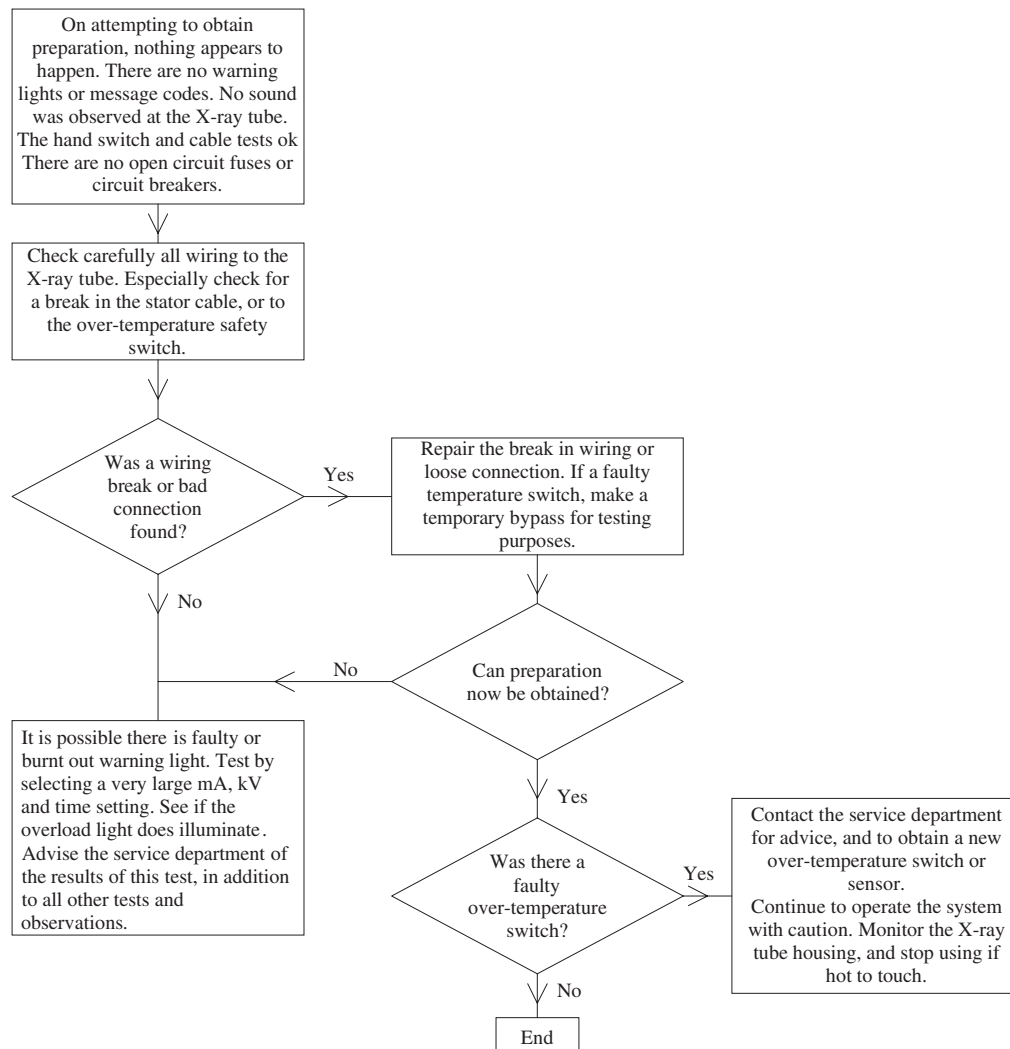 On attempting to obtain
preparation, nothing appears to
happen. There are no warning
lights or message codes. No sound
was observed at the X-ray tube.
The hand switch and cable tests ok
There are no open circuit fuses or
circuit breakers.
Check carefully all wiring to the
X-ray tube. Especially check for
a break in the stator cable, or to
the over-temperature safety
switch.
Was a wiring
break or bad
connection
found?
Yes
Repair the break in wiring or
loose connection. If a faulty
temperature switch, make a
temporary bypass for testing
purposes.
No
Can preparation
now be obtained?
No
It is possible there is faulty or
burnt out warning light. Test by
selecting a very large mA, kV
and time setting. See if the
overload light does illuminate.
Advise the service department of
the results of this test, in addition
to all other tests and
observations.
Yes
Was there a
faulty
over-temperature
switch?
Yes
Contact the service department
for advice, and to obtain a new
over-temperature switch or
sensor.
Continue to operate the system
with caution. Monitor the X-ray
tube housing, and stop using if
hot to touch.
No
End